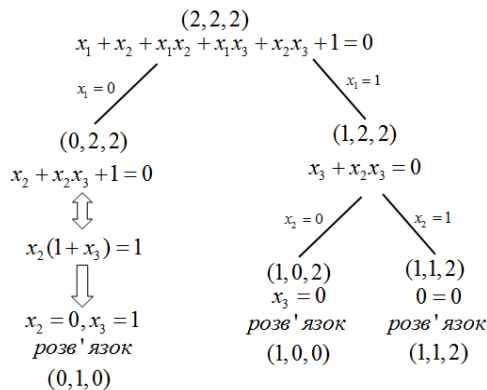 (2,2,2)
x₁ + x₂ + x₁x₂ + x₁x₃ + x₂x₃ + 1 = 0
x₁ = 0
x₁ = 1
(0,2,2)
x₂ + x₂x₃ + 1 = 0
x₂(1 + x₃) = 1
x₂ = 0, x₃ = 1
розв'язок
(0,1,0)
(1,2,2)
x₃ + x₂x₃ = 0
x₂ = 0
x₂ = 1
(1,0,2)
x₃ = 0
розв'язок
(1,0,0)
(1,1,2)
0 = 0
розв'язок
(1,1,2)